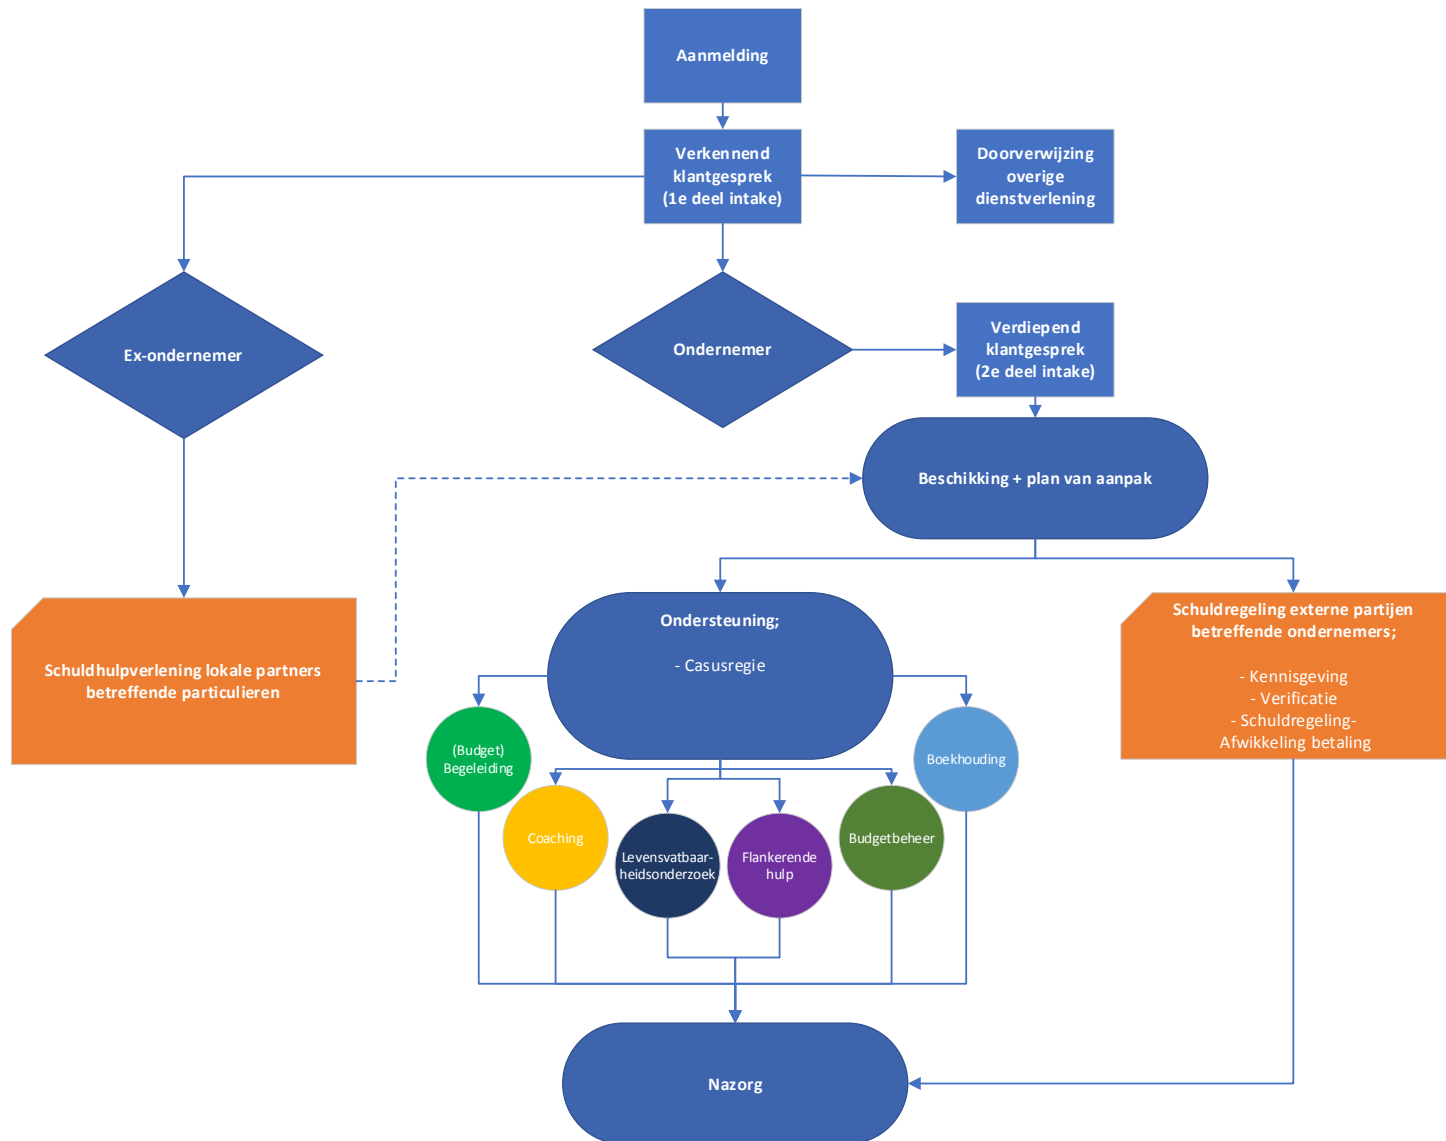 Aanmelding
Verkennend
klantgesprek
(1e deel intake)
Doorverwijzing
overige
dienstverlening
Ex-ondernemer
Ondernemer
Verdiepend
klantgesprek
(2e deel intake)
Beschikking + plan van aanpak
Schuldhulpverlening lokale partners
betreffende particulieren
Ondersteuning;
- Casusregie
Schuldregeling externe partijen
betreffende ondernemers;
- Kennisgeving
- Verificatie
- Schuldregeling-
Afwikkeling betaling
(Budget)
Begeleiding
Coaching
Levensvatbaar-
heidsonderzoek
Flankerende
hulp
Budgetbeheer
Boekhouding
Nazorg